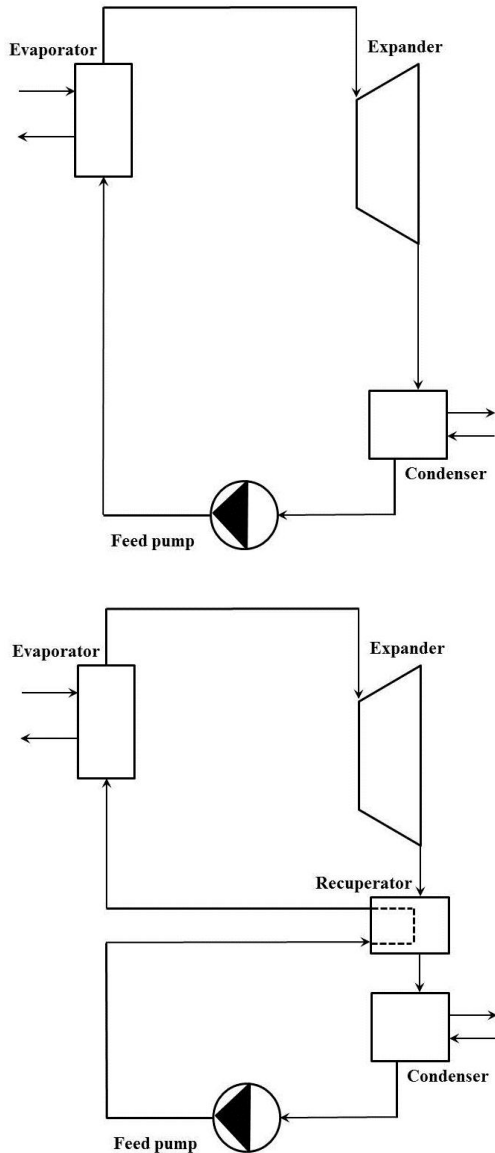 Evaporator
Expander
Condenser
Feed pump
Evaporator
Expander
Recuperator
Condenser
Feed pump